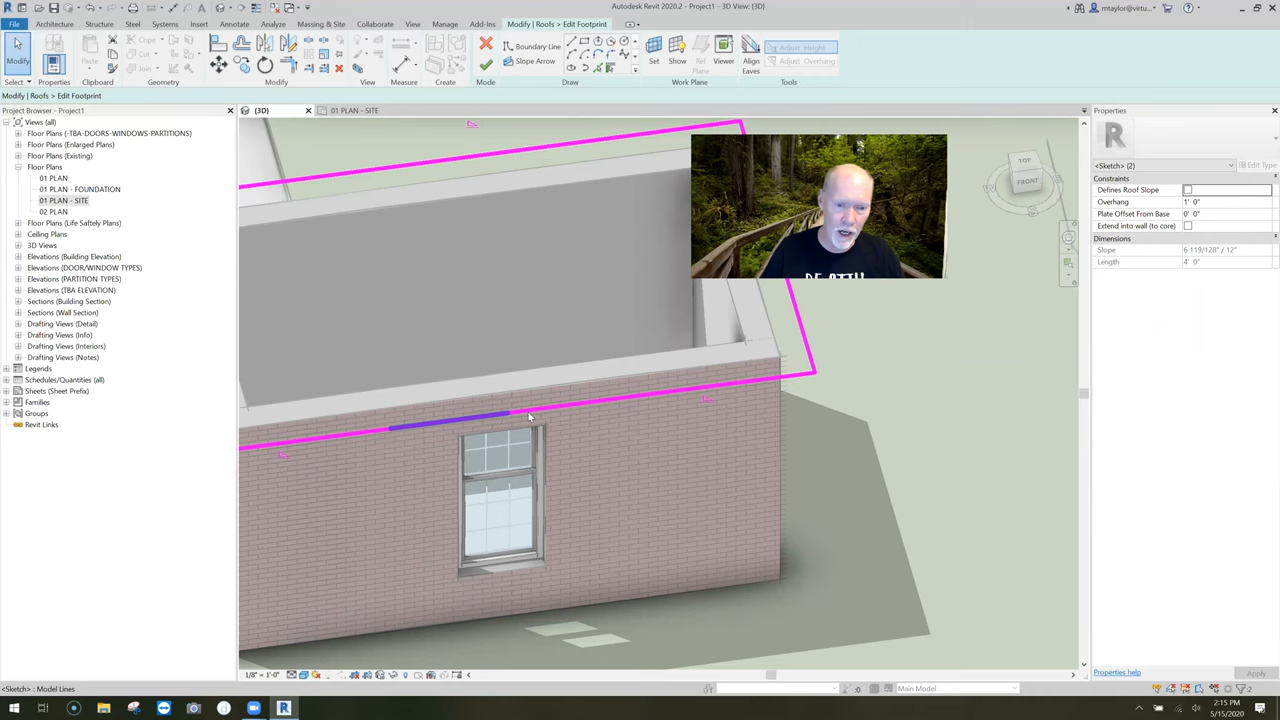 Autodesk Revit 2020.2 - Project1 - 3D View: (3D)
mtaylor@virtu...
File Architecture Structure Steel Systems Insert Annotate Analyze Massing & Site Collaborate View Manage Add-Ins Modify | Roofs > Edit Footprint
Modify
Cope
Cut
Join
Boundary Line
Slope Arrow
Set Show Ref Plane Viewer Align Eaves
Adjust Height
Adjust Overhang
Select Properties Clipboard Geometry Modify View Measure Create Mode Draw Work Plane Tools
Modify | Roofs > Edit Footprint
Project Browser - Project1
(3D)
01 PLAN - SITE
Properties
Views (all)
Floor Plans (-TBA-DOORS-WINDOWS-PARTITIONS)
Floor Plans (Enlarged Plans)
Floor Plans (Existing)
Floor Plans
01 PLAN
01 PLAN - FOUNDATION
01 PLAN - SITE
02 PLAN
Floor Plans (Life Saftely Plans)
Ceiling Plans
3D Views
Elevations (Building Elevation)
Elevations (DOOR/WINDOW TYPES)
Elevations (PARTITION TYPES)
Elevations (TBA ELEVATION)
Sections (Building Section)
Sections (Wall Section)
Drafting Views (Detail)
Drafting Views (Info)
Drafting Views (Interiors)
Drafting Views (Notes)
Legends
Schedules/Quantities (all)
Sheets (Sheet Prefix)
Families
Groups
Revit Links
TOP
FRONT
<Sketch> (2)
Edit Type
Constraints
Defines Roof Slope
Overhang 1' 0"
Plate Offset From Base 0' 0"
Extend into wall (to core)
Dimensions
Slope 6 119/128" / 12"
Length 4' 0"
Properties help
Apply
1/8" = 1'-0"
<Sketch> : Model Lines
:0
Main Model
:2
2:15 PM
5/15/2020